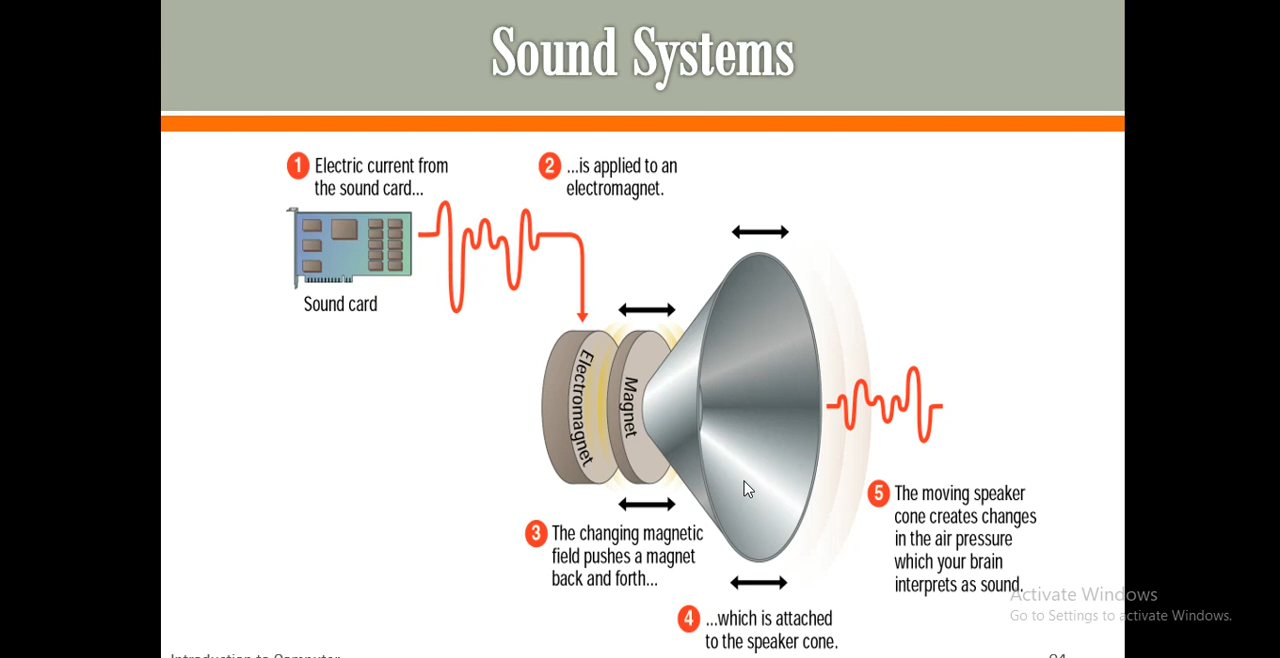 Sound Systems
1 Electric current from
the sound card...
2 ...is applied to an
electromagnet.
Sound card
Electromagnet
Magnet
3 The changing magnetic
field pushes a magnet
back and forth...
4 ...which is attached
to the speaker cone.
5 The moving speaker
cone creates changes
in the air pressure
which your brain
interprets as sound.
Activate Windows
Go to Settings to activate Windows.
Introduction to Computer